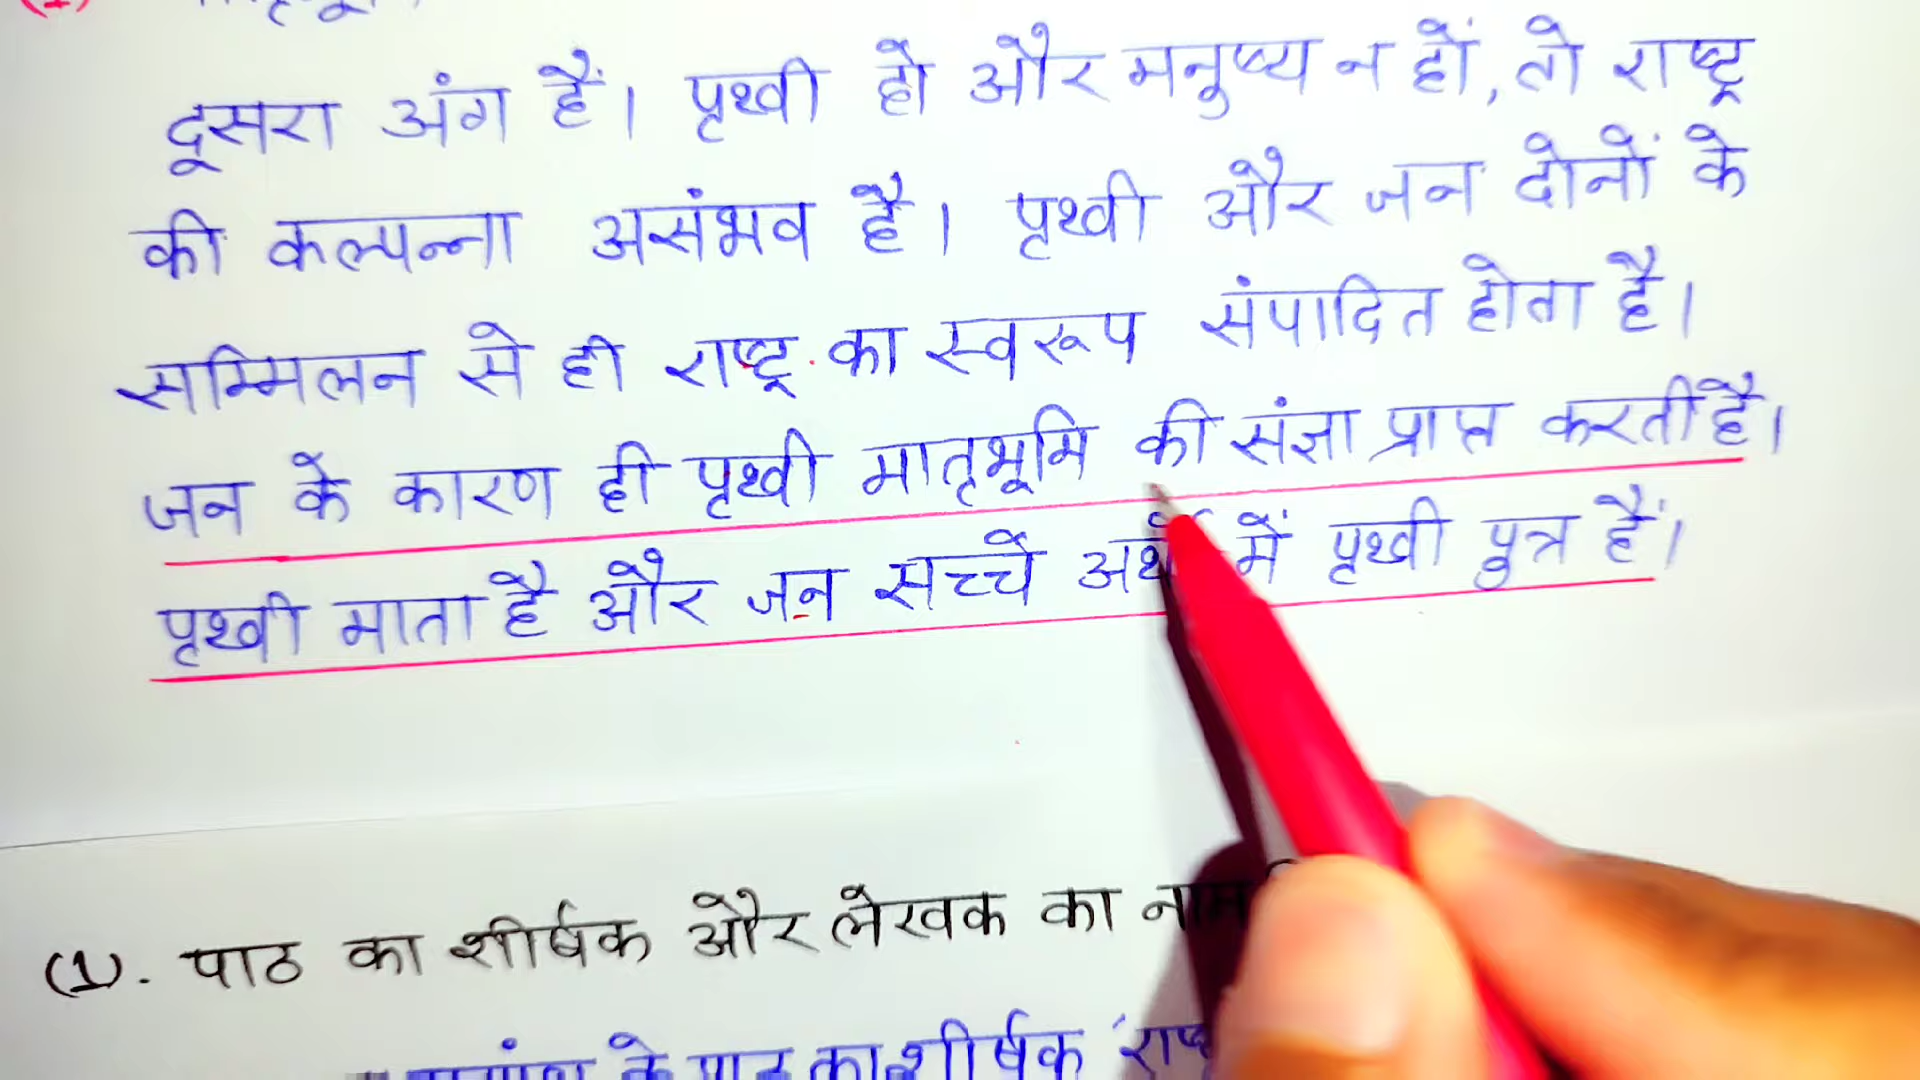 दूसरा अंग हैं। पृथ्वी हो और मनुष्य न हों, तो राष्ट्र
की कल्पन्ना असंभव है। पृथ्वी और जन दोनों के
सम्मिलन से ही राष्ट्र का स्वरूप संपादित होता है।
जन के कारण ही पृथ्वी मातृभूमि की संज्ञा प्राप्त करती है।
पृथ्वी माता है और जन सच्चे में पृथ्वी पुत्र हैं।
(1). पाठ का शीर्षक और लेखक का नाम
के पाठ का शीर्षक